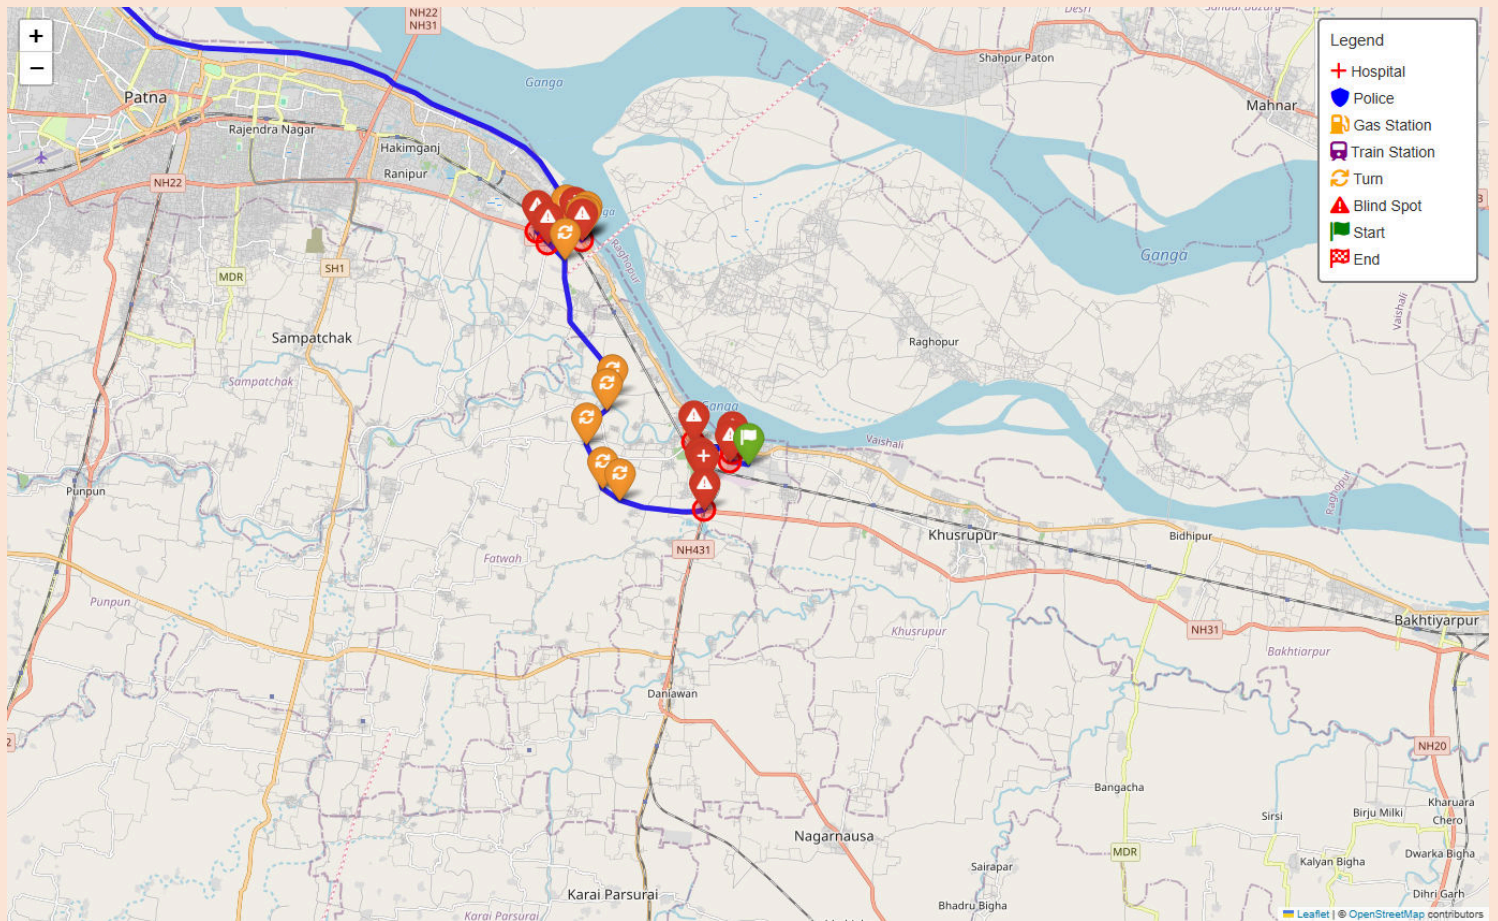 +
−
NH22
NH31
Desri
Ganga
Shahpur Paton
Mahnar
Patna
Rajendra Nagar
Hakimganj
Ranipur
NH22
MDR
SH1
Raghopur
Ganga
Vaishali
Sampatchak
Sampatchak
Raghopur
Ganga
Vaishali
Raghopur
Punpun
Khusrupur
Bidhipur
NH431
Fatwah
Punpun
Khusrupur
NH31
Bakhtiyarpur
Bakhtiarpur
Daniawan
NH20
Bangacha
Nagarnausa
Sirsi
Birju Milki
Kharuara
Chero
MDR
Kalyan Bigha
Dwarka Bigha
Sairapar
Karai Parsurai
Karai Parsurai
Bhadru Bigha
Dihri Garh
Legend
Hospital
Police
Gas Station
Train Station
Turn
Blind Spot
Start
End
Leaflet | © OpenStreetMap contributors